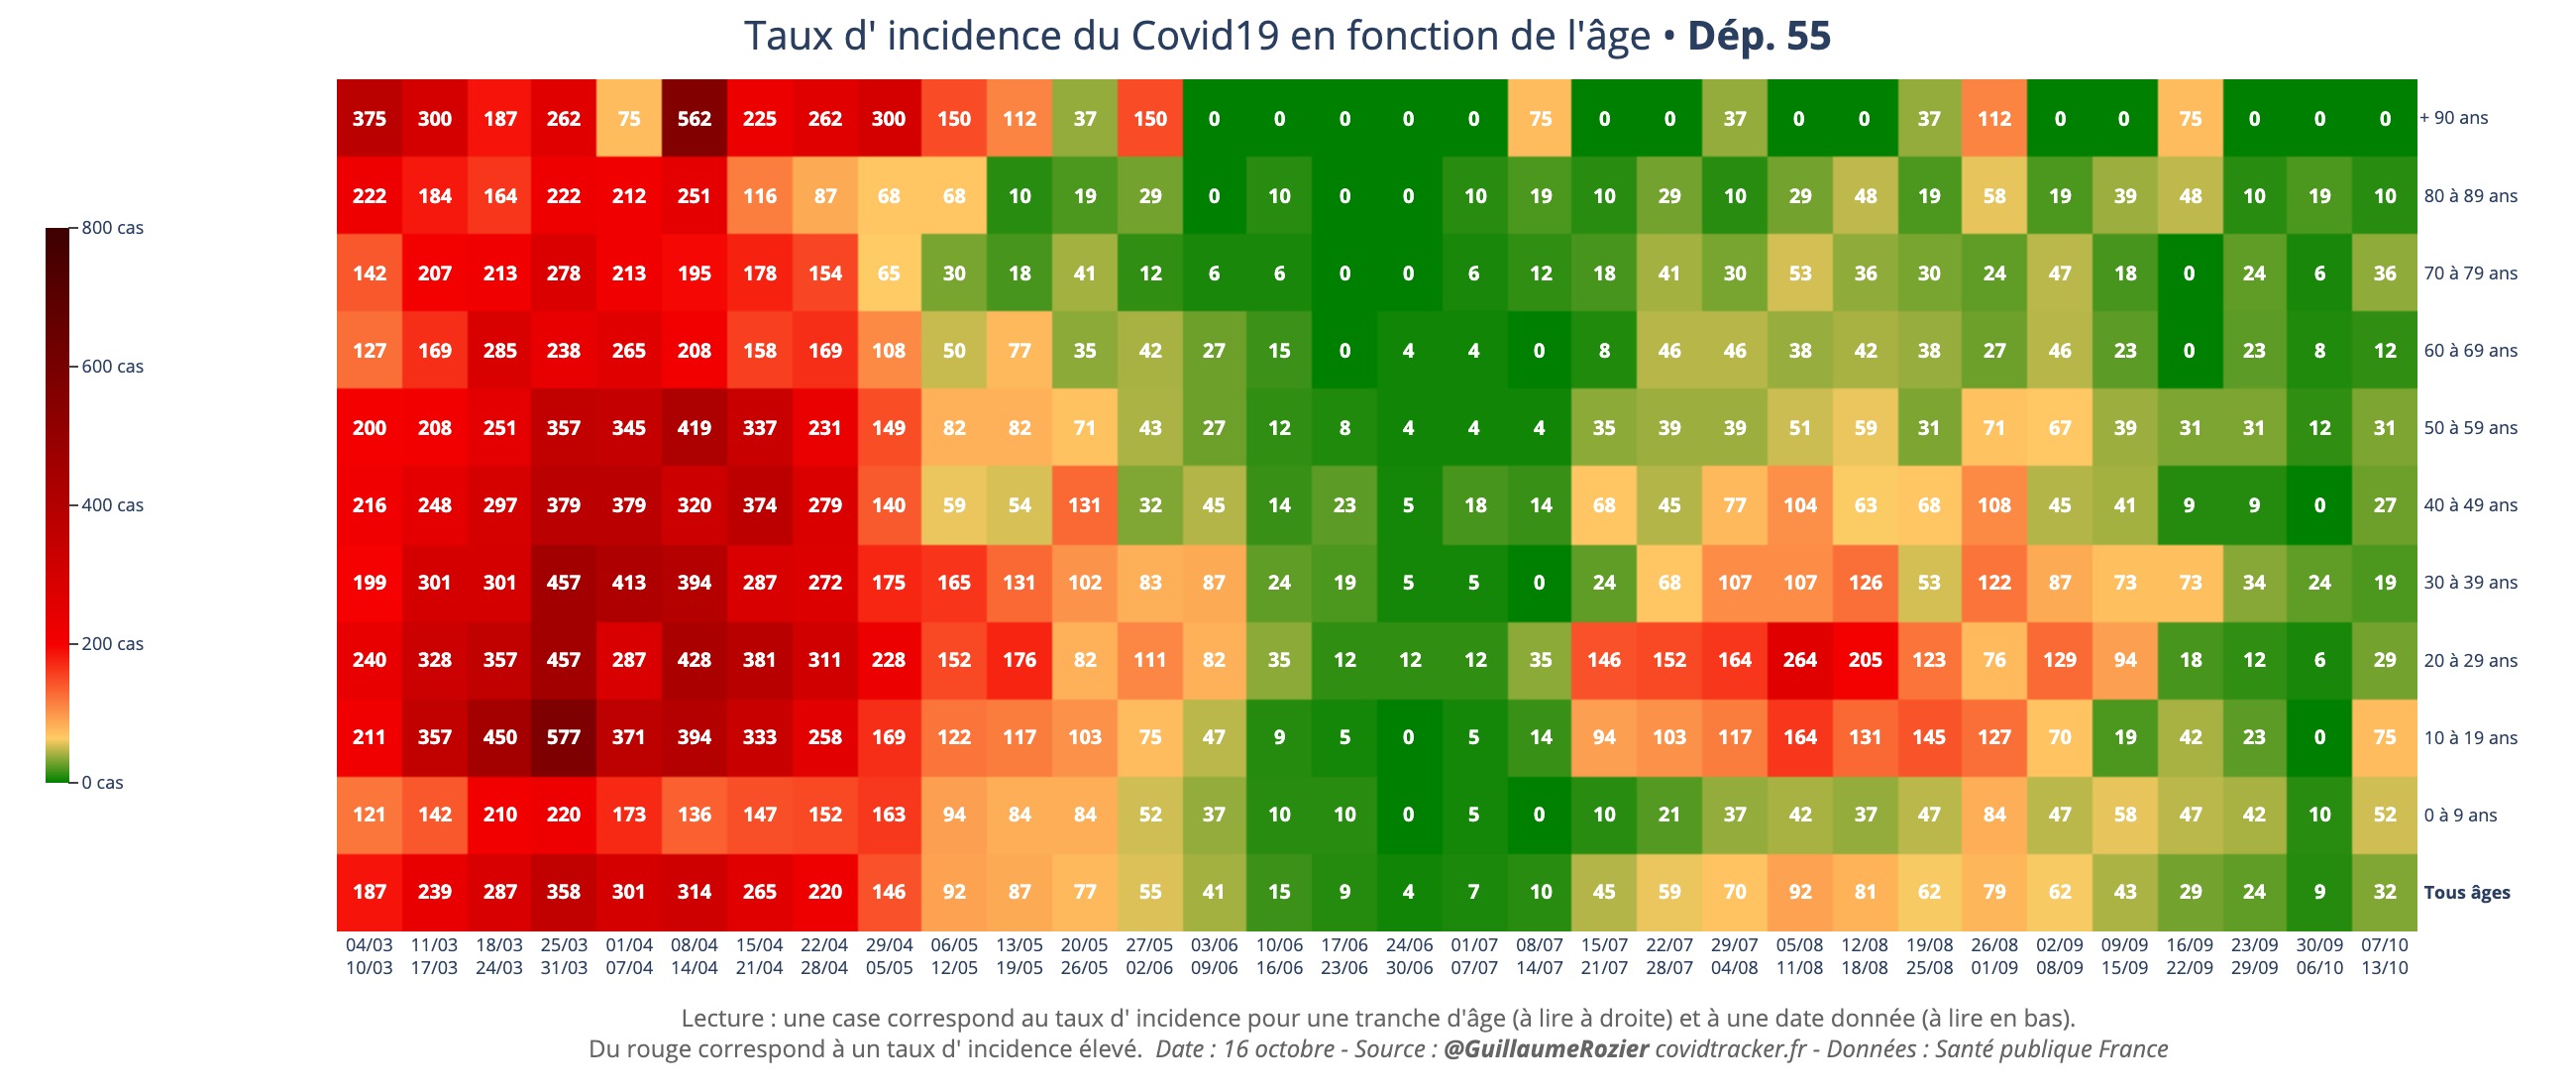 Taux d' incidence du Covid19 en fonction de l'âge • Dép. 55
800 cas
600 cas
400 cas
200 cas
0 cas
375 300 187 262 75 562 225 262 300 150 112 37 150 0 0 0 0 0 75 0 0 37 0 0 37 112 0 0 75 0 0 0 + 90 ans
222 184 164 222 212 251 116 87 68 68 10 19 29 0 10 0 0 10 19 10 29 10 29 48 19 58 19 39 48 10 19 10 80 à 89 ans
142 207 213 278 213 195 178 154 65 30 18 41 12 6 6 0 0 6 12 18 41 30 53 36 30 24 47 18 0 24 6 36 70 à 79 ans
127 169 285 238 265 208 158 169 108 50 77 35 42 27 15 0 4 4 0 8 46 46 38 42 38 27 46 23 0 23 8 12 60 à 69 ans
200 208 251 357 345 419 337 231 149 82 82 71 43 27 12 8 4 4 4 35 39 39 51 59 31 71 67 39 31 31 12 31 50 à 59 ans
216 248 297 379 379 320 374 279 140 59 54 131 32 45 14 23 5 18 14 68 45 77 104 63 68 108 45 41 9 9 0 27 40 à 49 ans
199 301 301 457 413 394 287 272 175 165 131 102 83 87 24 19 5 5 0 24 68 107 107 126 53 122 87 73 73 34 24 19 30 à 39 ans
240 328 357 457 287 428 381 311 228 152 176 82 111 82 35 12 12 12 35 146 152 164 264 205 123 76 129 94 18 12 6 29 20 à 29 ans
211 357 450 577 371 394 333 258 169 122 117 103 75 47 9 5 0 5 14 94 103 117 164 131 145 127 70 19 42 23 0 75 10 à 19 ans
121 142 210 220 173 136 147 152 163 94 84 84 52 37 10 10 0 5 0 10 21 37 42 37 47 84 47 58 47 42 10 52 0 à 9 ans
187 239 287 358 301 314 265 220 146 92 87 77 55 41 15 9 4 7 10 45 59 70 92 81 62 79 62 43 29 24 9 32 Tous âges
04/03 11/03 18/03 25/03 01/04 08/04 15/04 22/04 29/04 06/05 13/05 20/05 27/05 03/06 10/06 17/06 24/06 01/07 08/07 15/07 22/07 29/07 05/08 12/08 19/08 26/08 02/09 09/09 16/09 23/09 30/09 07/10
10/03 17/03 24/03 31/03 07/04 14/04 21/04 28/04 05/05 12/05 19/05 26/05 02/06 09/06 16/06 23/06 30/06 07/07 14/07 21/07 28/07 04/08 11/08 18/08 25/08 01/09 08/09 15/09 22/09 29/09 06/10 13/10
Lecture : une case correspond au taux d' incidence pour une tranche d'âge (à lire à droite) et à une date donnée (à lire en bas).
Du rouge correspond à un taux d' incidence élevé. Date : 16 octobre - Source : @GuillaumeRozier covidtracker.fr - Données : Santé publique France